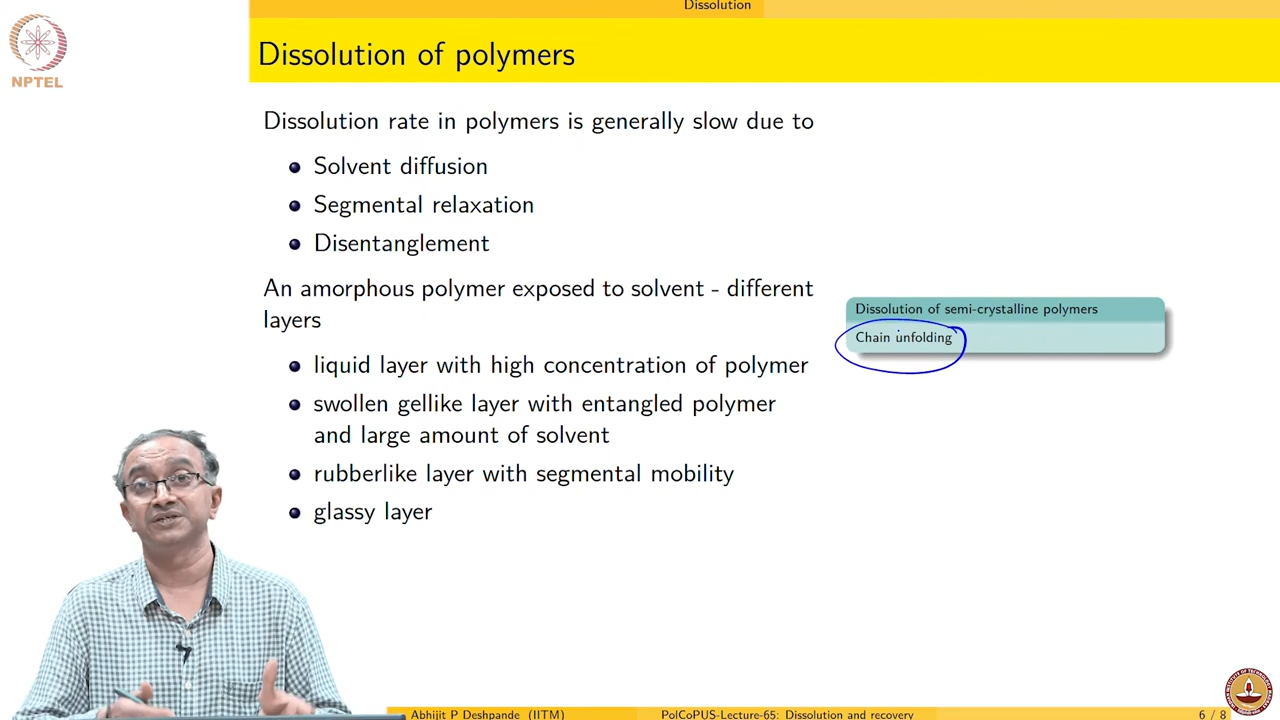 Dissolution
NPTEL
Dissolution of polymers
Dissolution rate in polymers is generally slow due to
Solvent diffusion
Segmental relaxation
Disentanglement
An amorphous polymer exposed to solvent - different
layers
liquid layer with high concentration of polymer
swollen gellike layer with entangled polymer
and large amount of solvent
rubberlike layer with segmental mobility
glassy layer
Dissolution of semi-crystalline polymers
Chain unfolding
Abhijit P Deshpande (IITM)
PolCoPUS-Lecture-65: Dissolution and recovery
6 / 8